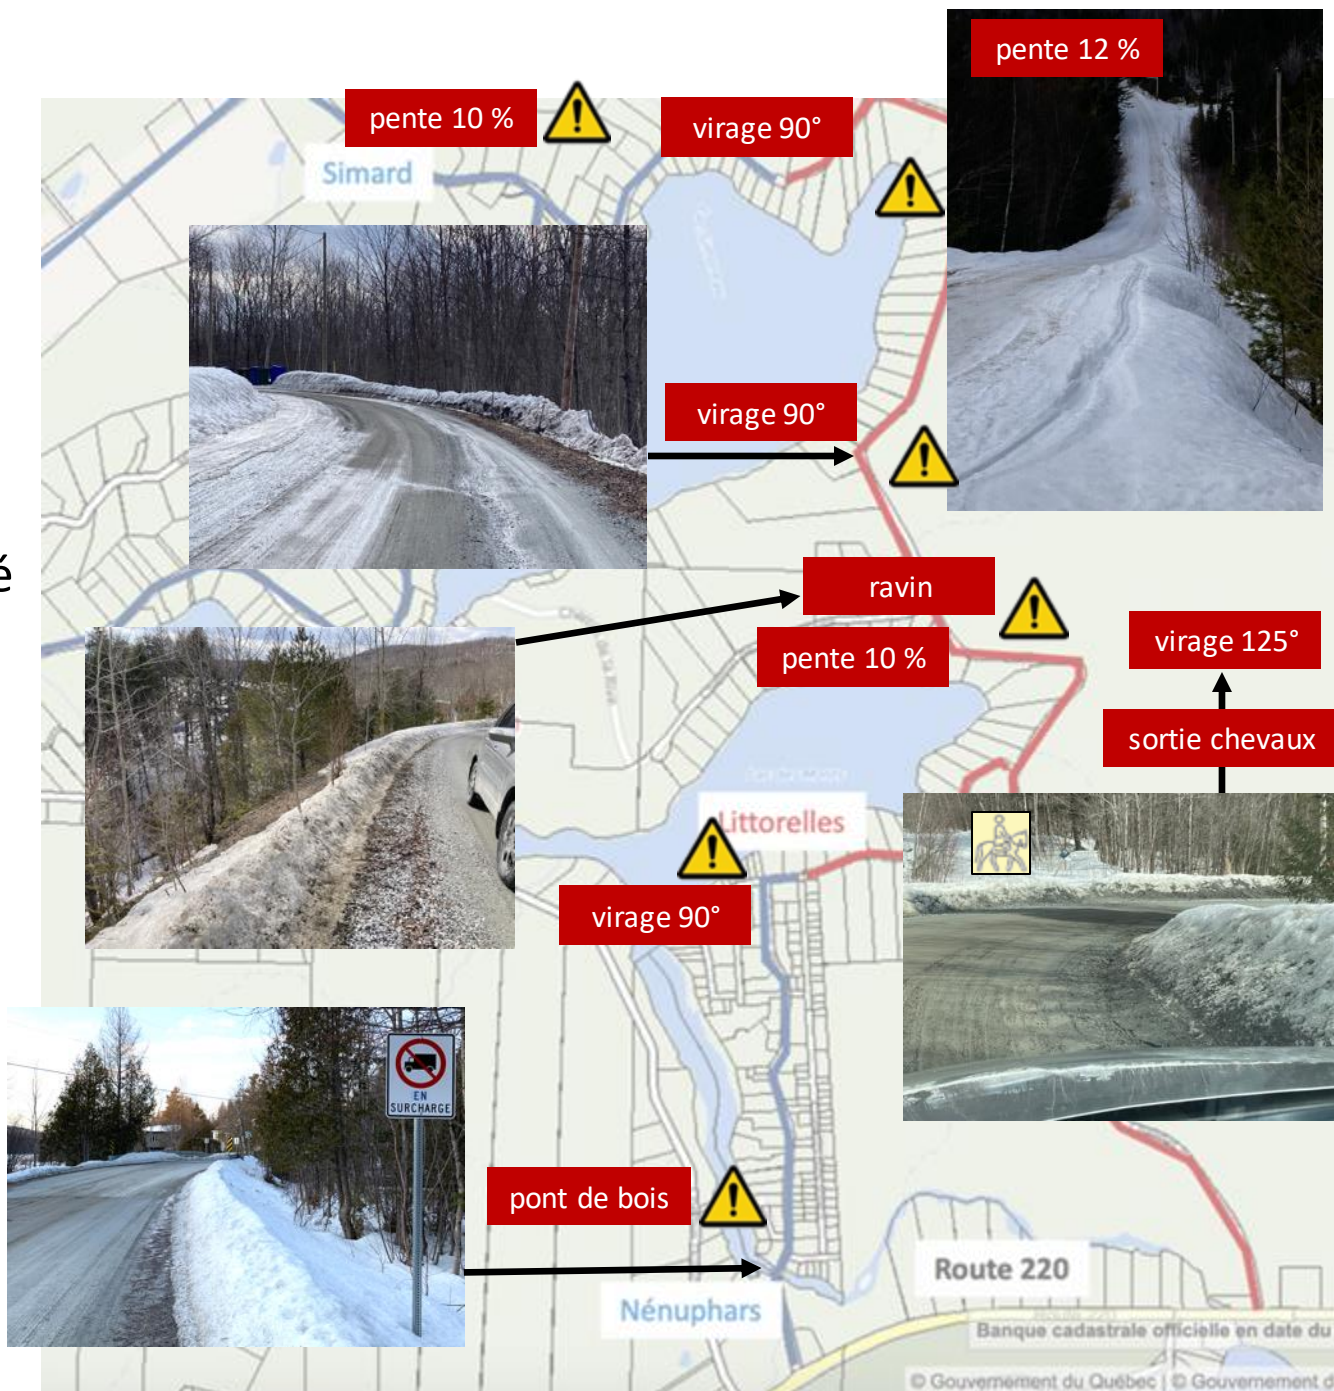 pente 12 %
pente 10 %
virage 90°
Simard
virage 90°
é
ravin
virage 125°
pente 10 %
sortie chevaux
Littorelles
virage 90°
EN
SURCHARGE
pont de bois
Route 220
Nénuphars
Banque cadastrale officielle en date du
© Gouvernement du Québec | © Gouvernement d